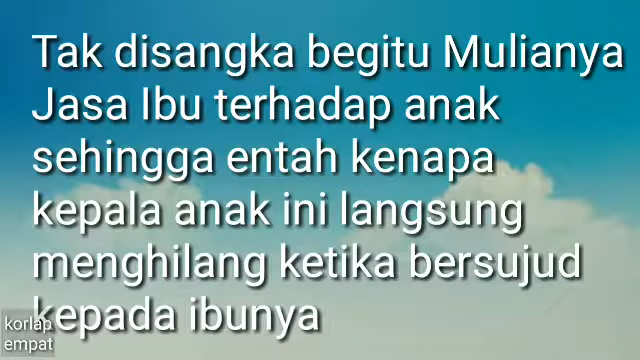 Tak disangka begitu Mulianya
Jasa Ibu terhadap anak
sehingga entah kenapa
kepala anak ini langsung
menghilang ketika bersujud
kepada ibunya
korlap
empat